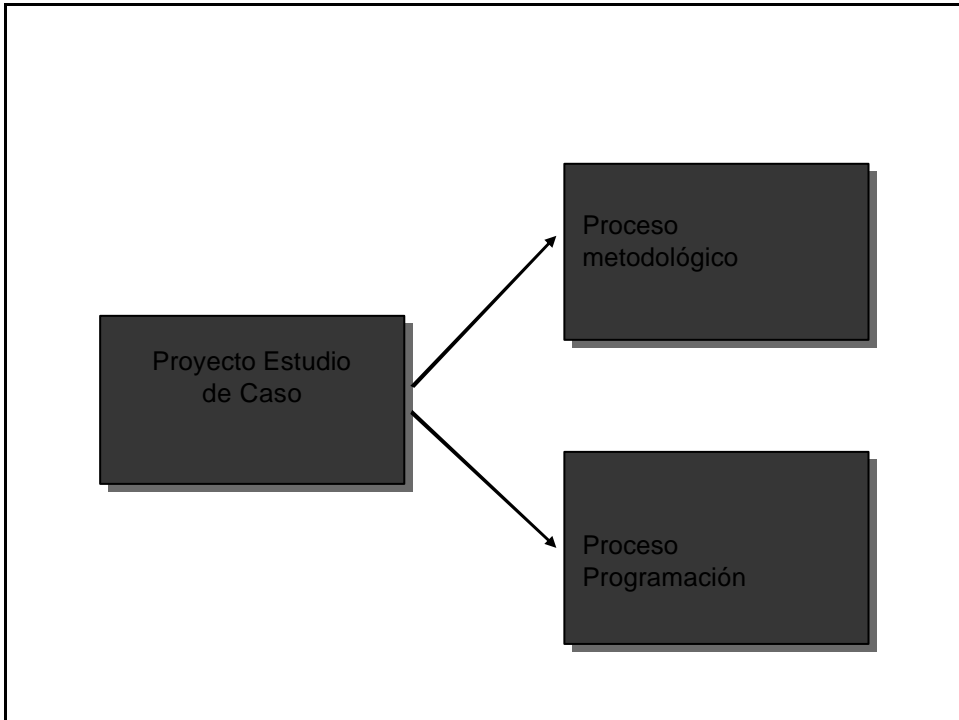 Proyecto Estudio
de Caso
Proceso
metodológico
Proceso
Programación